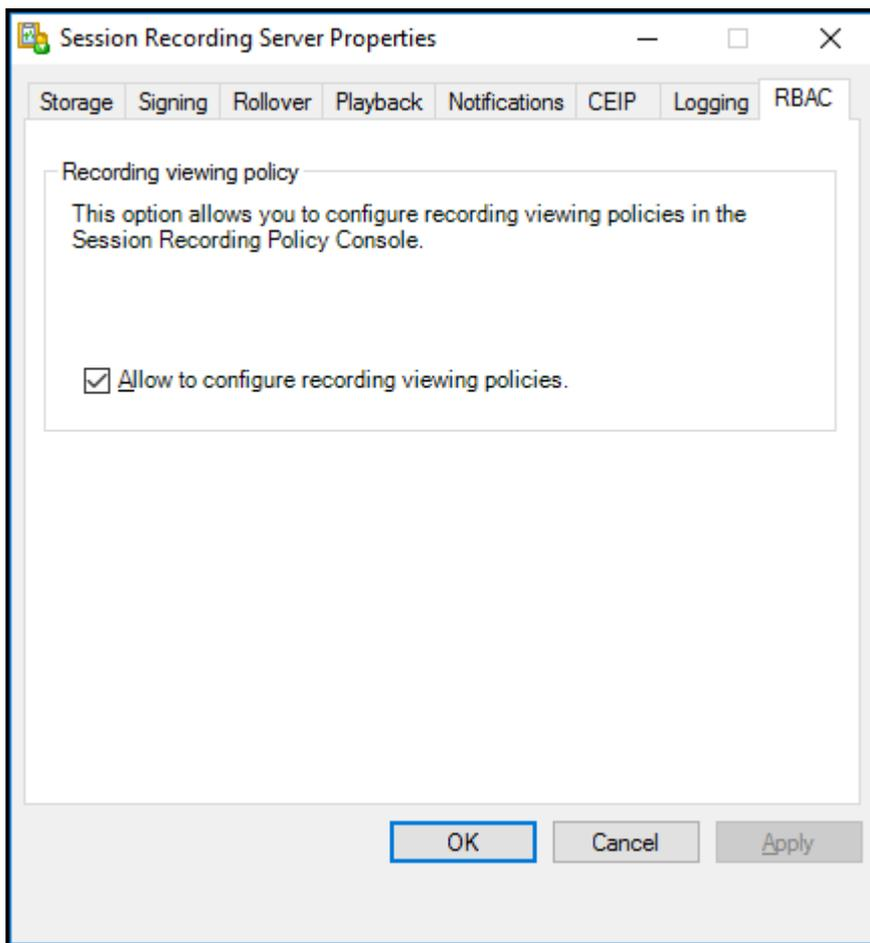 Session Recording Server Properties
Storage Signing Rollover Playback Notifications CEIP Logging RBAC
Recording viewing policy
This option allows you to configure recording viewing policies in the
Session Recording Policy Console.
Allow to configure recording viewing policies.
OK Cancel Apply